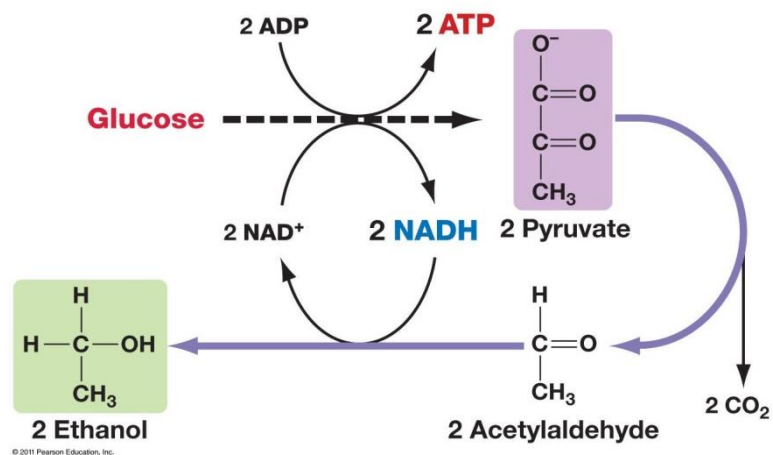 2 ADP
2 ATP
Glucose
O⁻
C=O
C=O
CH₃
2 NAD⁺
2 NADH
2 Pyruvate
H
H—C—OH
CH₃
2 Ethanol
H
C=O
CH₃
2 Acetylaldehyde
2 CO₂
© 2011 Pearson Education, Inc.